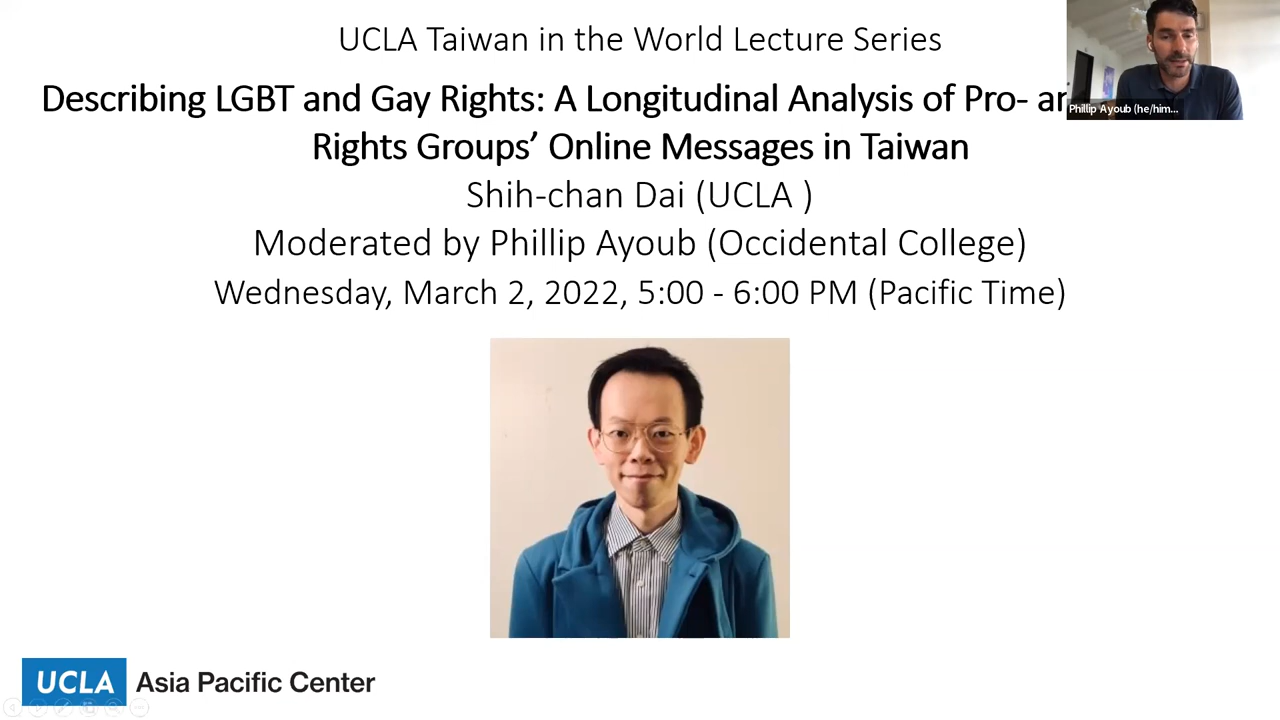 UCLA Taiwan in the World Lecture Series
Describing LGBT and Gay Rights: A Longitudinal Analysis of Pro-
Rights Groups’ Online Messages in Taiwan
Shih-chan Dai (UCLA )
Moderated by Phillip Ayoub (Occidental College)
Wednesday, March 2, 2022, 5:00 - 6:00 PM (Pacific Time)
Phillip Ayoub (he/him...
UCLA Asia Pacific Center